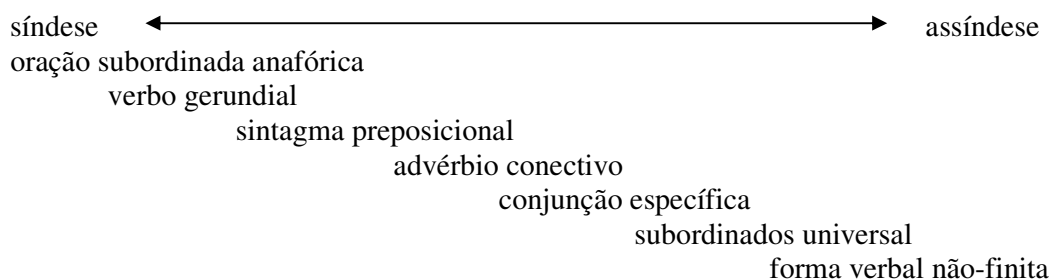 síndese assíndese
oração subordinada anafórica
verbo gerundial
sintagma preposicional
advérbio conectivo
conjunção específica
subordinados universal
forma verbal não-finita